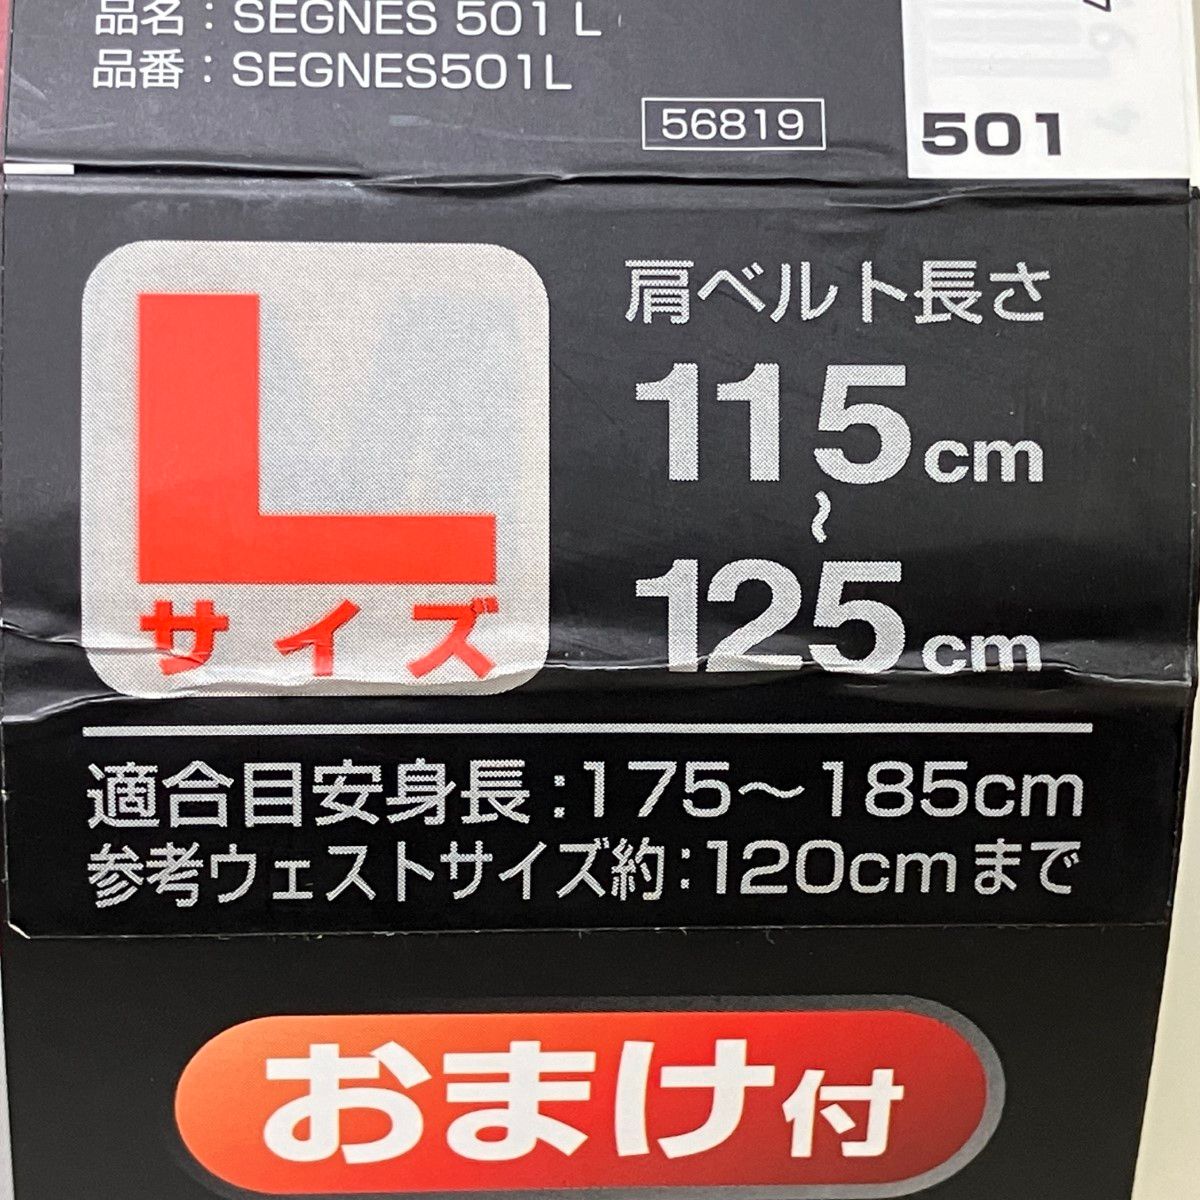 品名：SEGNES 501 L
品番：SEGNES501L
56819
501
L
サイズ
肩ベルト長さ
115cm
～
125cm
適合目安身長：175～185cm
参考ウェストサイズ約：120cmまで
おまけ付